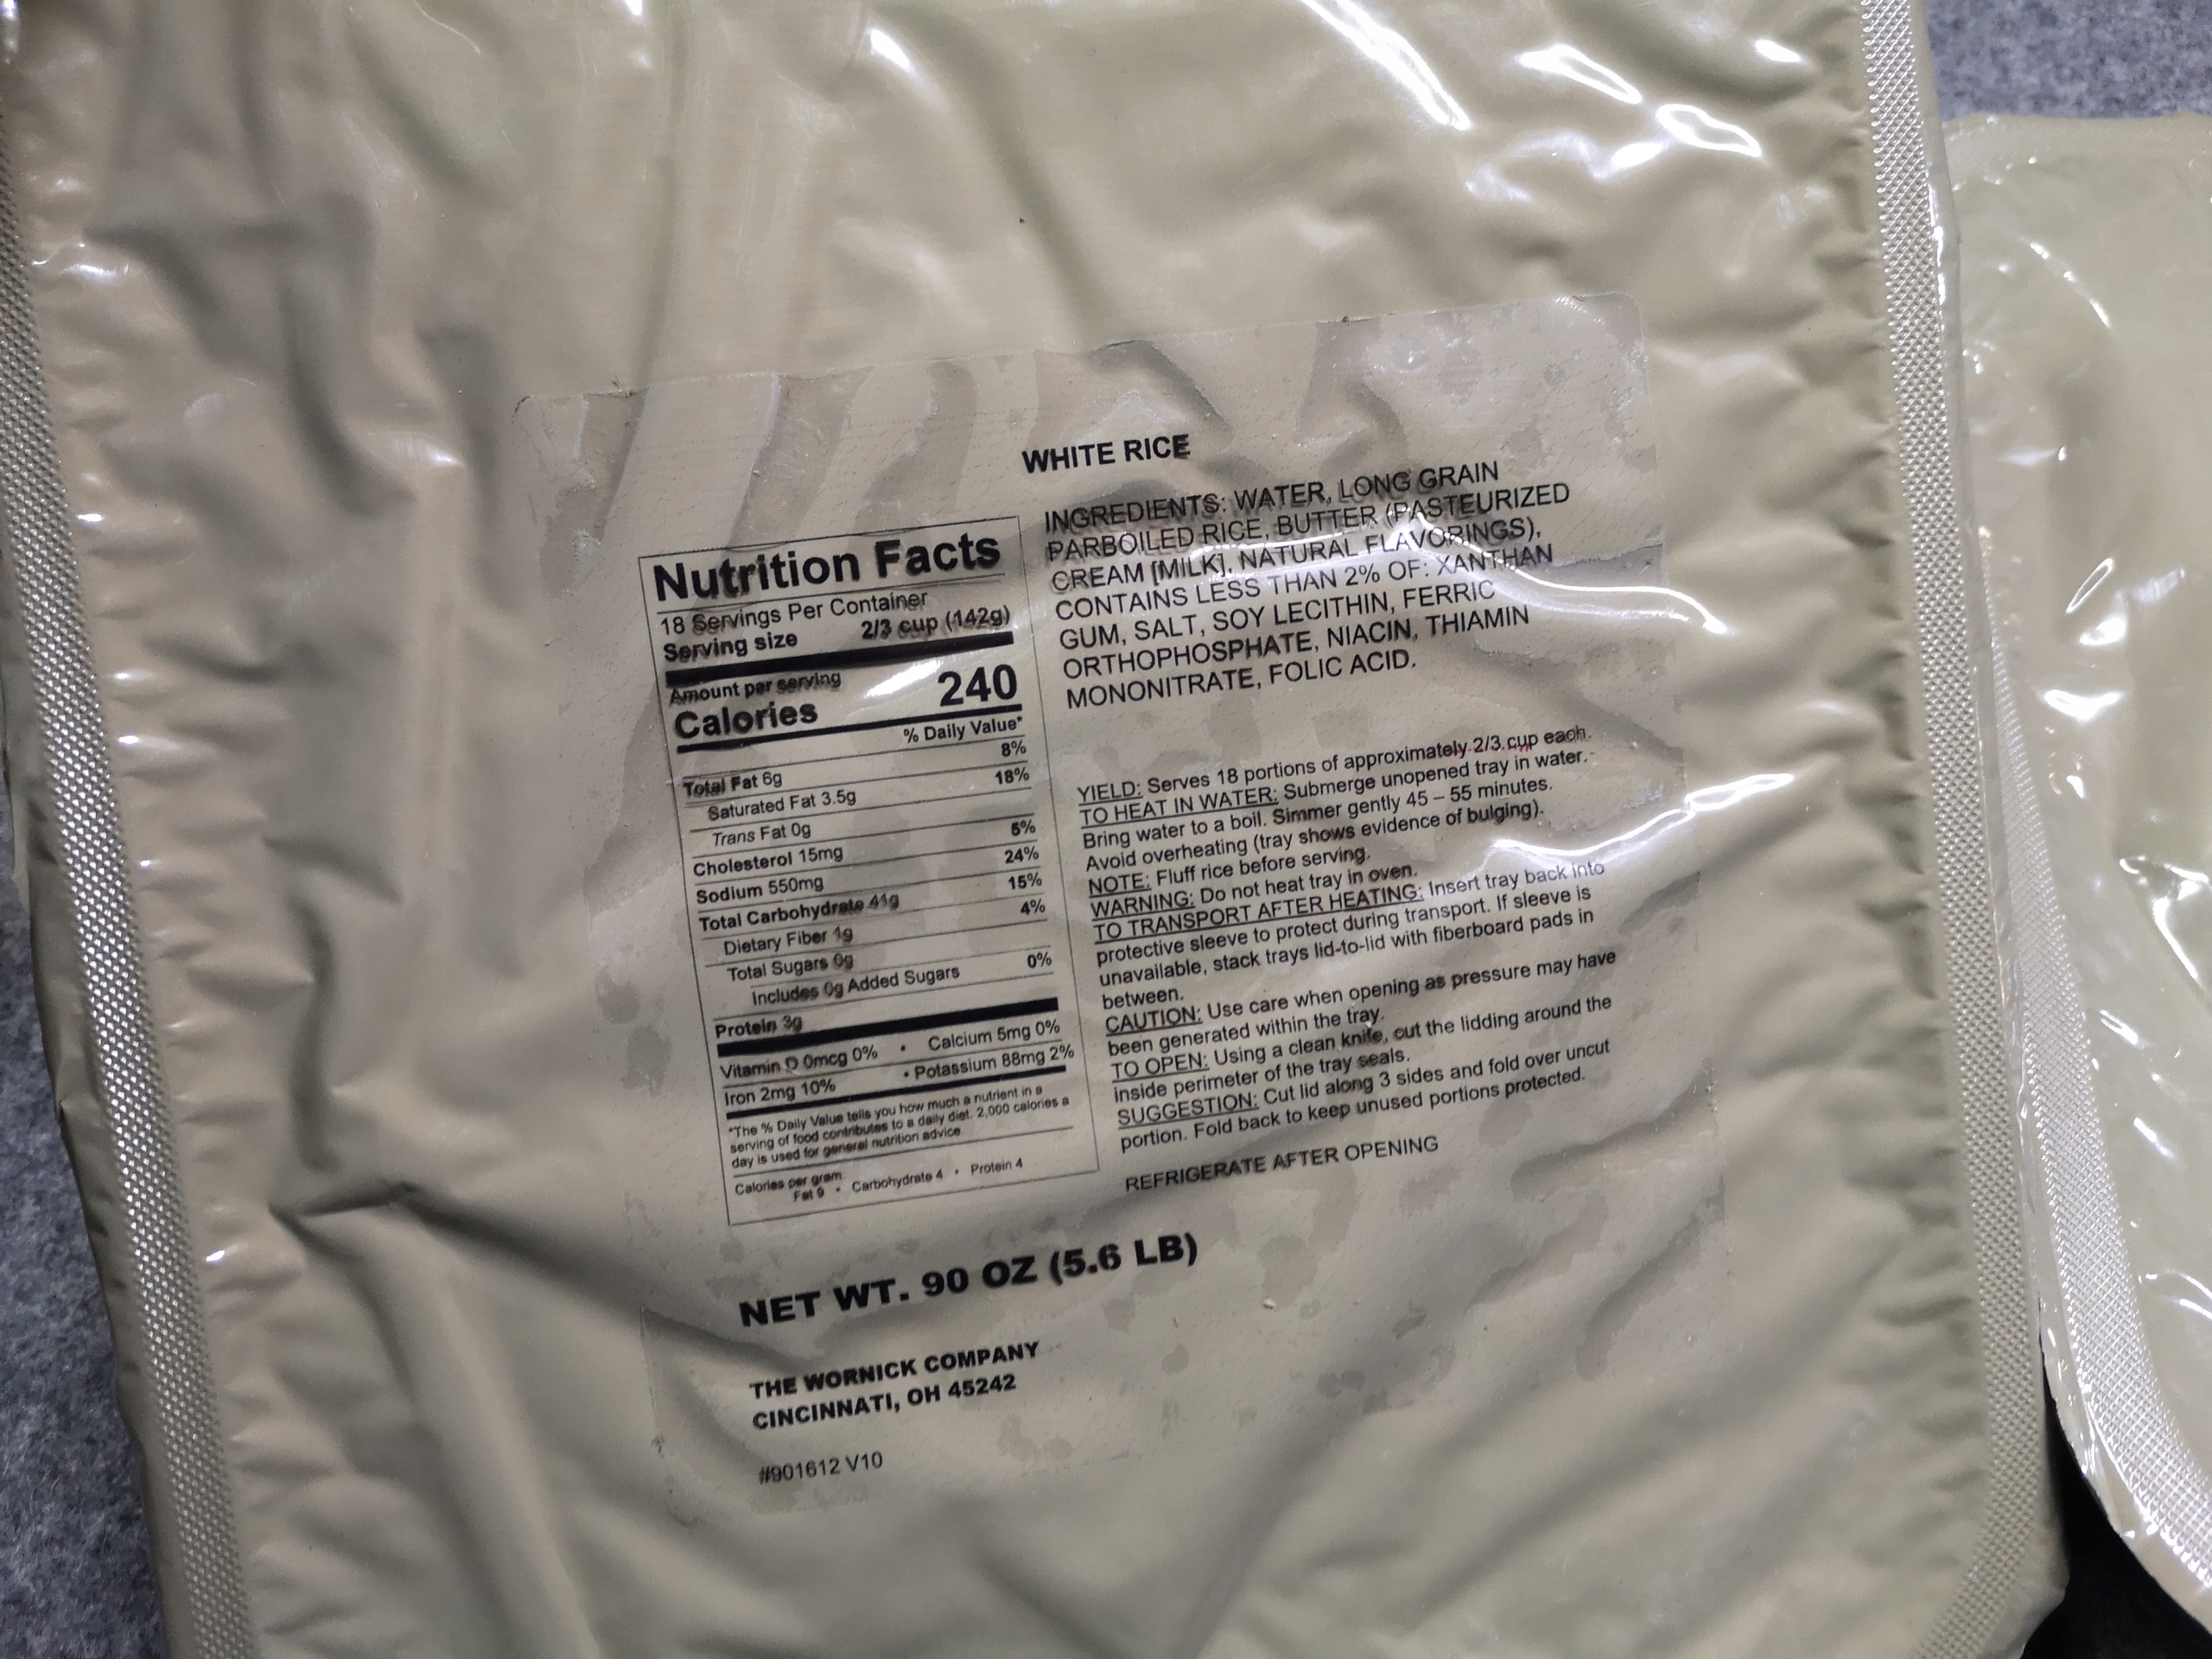 WHITE RICE
Nutrition Facts
18 Servings Per Container
Serving size 2/3 cup (142g)
Amount per serving
Calories 240
% Daily Value*
Total Fat 6g 8%
Saturated Fat 3.5g 18%
Trans Fat 0g
Cholesterol 15mg 5%
Sodium 550mg 24%
Total Carbohydrate 41g 15%
Dietary Fiber 1g 4%
Total Sugars 0g
Includes 0g Added Sugars 0%
Protein 3g
Vitamin D 0mcg 0% • Calcium 5mg 0%
Iron 2mg 10% • Potassium 88mg 2%
*The % Daily Value tells you how much a nutrient in a
serving of food contributes to a daily diet. 2,000 calories a
day is used for general nutrition advice.
Calories per gram
Fat 9 • Carbohydrate 4 • Protein 4
INGREDIENTS: WATER, LONG GRAIN
PARBOILED RICE, BUTTER (PASTEURIZED
CREAM [MILK], NATURAL FLAVORINGS),
CONTAINS LESS THAN 2% OF: XANTHAN
GUM, SALT, SOY LECITHIN, FERRIC
ORTHOPHOSPHATE, NIACIN, THIAMIN
MONONITRATE, FOLIC ACID.
YIELD: Serves 18 portions of approximately 2/3 cup each.
TO HEAT IN WATER: Submerge unopened tray in water.
Bring water to a boil. Simmer gently 45 – 55 minutes.
Avoid overheating (tray shows evidence of bulging).
NOTE: Fluff rice before serving.
WARNING: Do not heat tray in oven.
TO TRANSPORT AFTER HEATING: Insert tray back into
protective sleeve to protect during transport. If sleeve is
unavailable, stack trays lid-to-lid with fiberboard pads in
between.
CAUTION: Use care when opening as pressure may have
been generated within the tray.
TO OPEN: Using a clean knife, cut the lidding around the
inside perimeter of the tray seals.
SUGGESTION: Cut lid along 3 sides and fold over uncut
portion. Fold back to keep unused portions protected.
REFRIGERATE AFTER OPENING
NET WT. 90 OZ (5.6 LB)
THE WORNICK COMPANY
CINCINNATI, OH 45242
#901612 V10